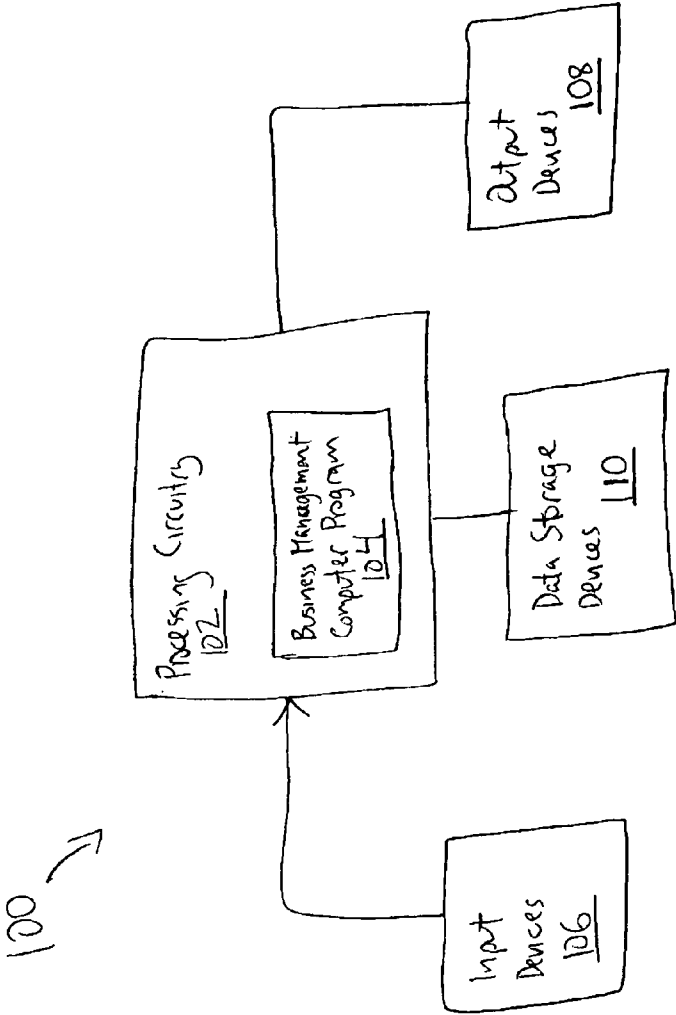 100
Processing Circuitry
102
Business Management
Computer Program
104
Input
Devices
106
Data Storage
Devices 110
Output
Devices
108